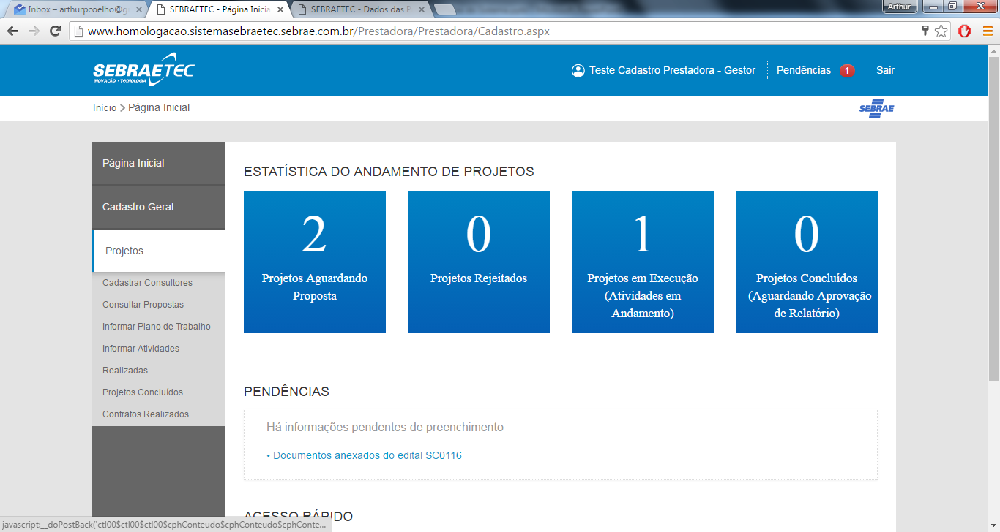 Inbox – arthurpcoelho@g
SEBRAETEC - Página Inicia
SEBRAETEC - Dados das P
Arthur
www.homologacao.sistemasebraetec.sebrae.com.br/Prestadora/Prestadora/Cadastro.aspx
SEBRAETEC
INOVAÇÃO • TECNOLOGIA
Teste Cadastro Prestadora - Gestor
Pendências 1
Sair
Início > Página Inicial
SEBRAE
Página Inicial
Cadastro Geral
Projetos
Cadastrar Consultores
Consultar Propostas
Informar Plano de Trabalho
Informar Atividades
Realizadas
Projetos Concluídos
Contratos Realizados
ESTATÍSTICA DO ANDAMENTO DE PROJETOS
2
Projetos Aguardando
Proposta
0
Projetos Rejeitados
1
Projetos em Execução
(Atividades em
Andamento)
0
Projetos Concluídos
(Aguardando Aprovação
de Relatório)
PENDÊNCIAS
Há informações pendentes de preenchimento
• Documentos anexados do edital SC0116
ACESSO RÁPIDO
javascript:__doPostBack('ctl00$ctl00$ctl00$cphConteudo$cphConteudo$cphConte...